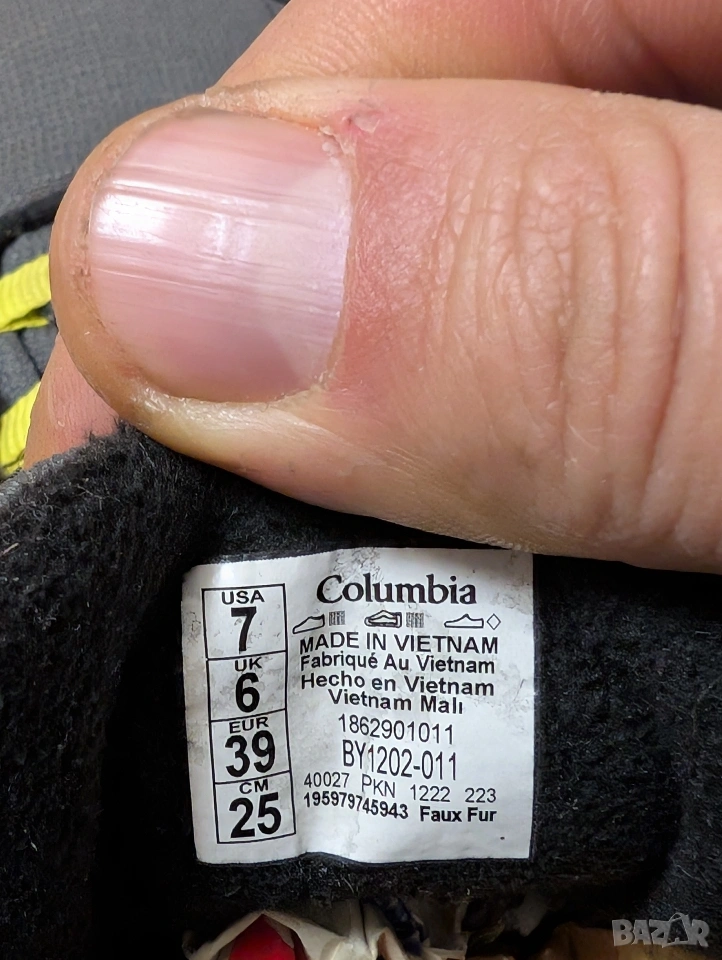 USA
7
UK
6
EUR
39
CM
25
Columbia
MADE IN VIETNAM
Fabriqué Au Vietnam
Hecho en Vietnam
Vietnam Malı
1862901011
BY1202-011
40027 PKN 1222 223
195979745943 Faux Fur
BAZAR